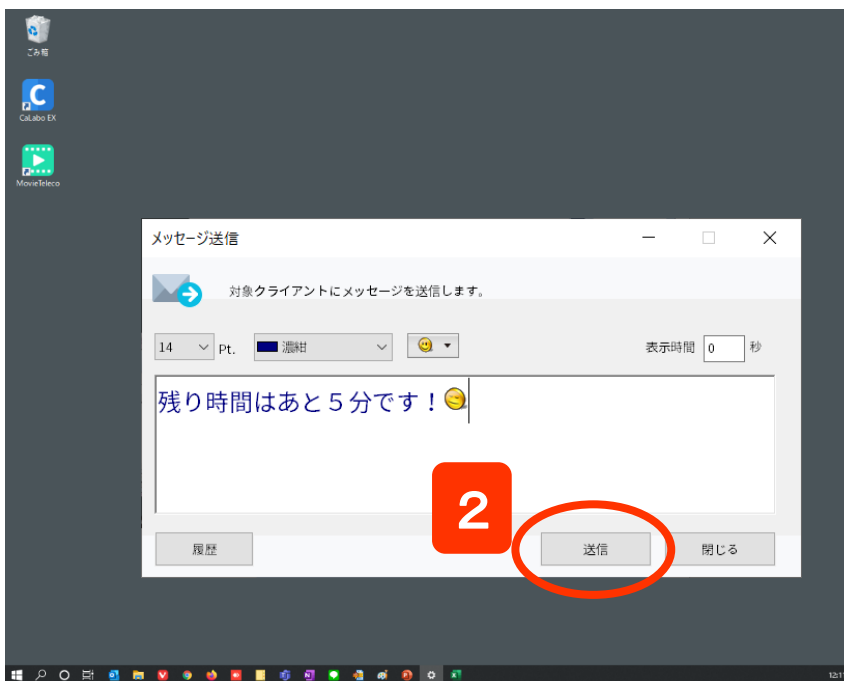 ごみ箱
CaLabo EX
MovieTeleco
メッセージ送信
対象クライアントにメッセージを送信します。
14 Pt. 濃紺 表示時間 0 秒
残り時間はあと５分です！
2
履歴 送信 閉じる